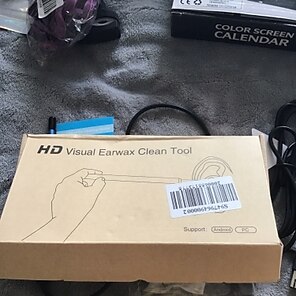 COLOR SCREEN
CALENDAR
HD Visual Earwax Clean Tool
Support: Android PC